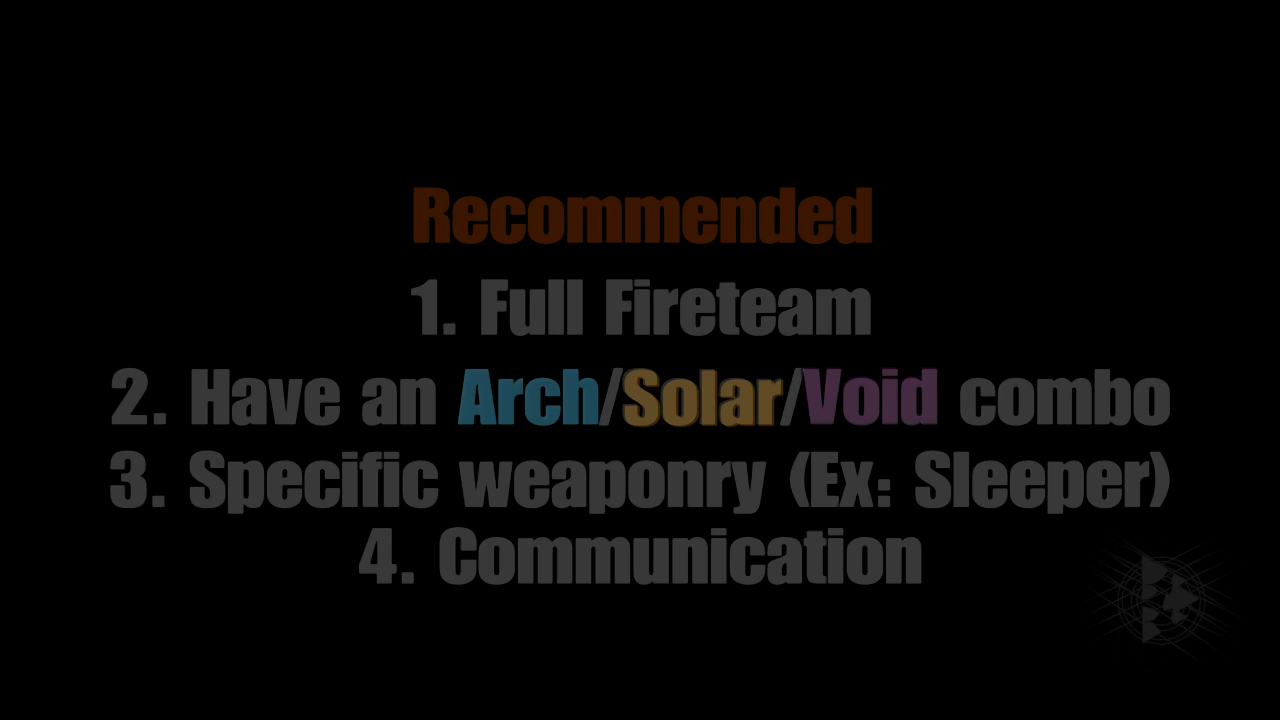 Recommended
1. Full Fireteam
2. Have an Arch/Solar/Void combo
3. Specific weaponry (Ex: Sleeper)
4. Communication